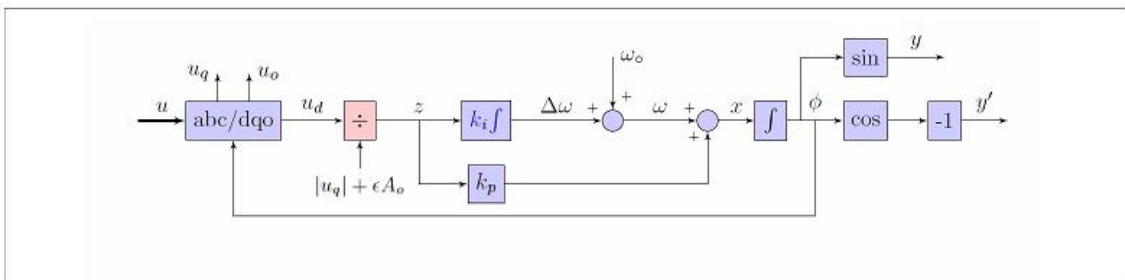 sin
y
u_q
u_o
ω_o
u
abc/dqo
u_d
÷
z
k_i∫
Δω
+
+
ω
+
+
x
∫
ϕ
cos
-1
y′
|u_q| + ϵA_o
k_p